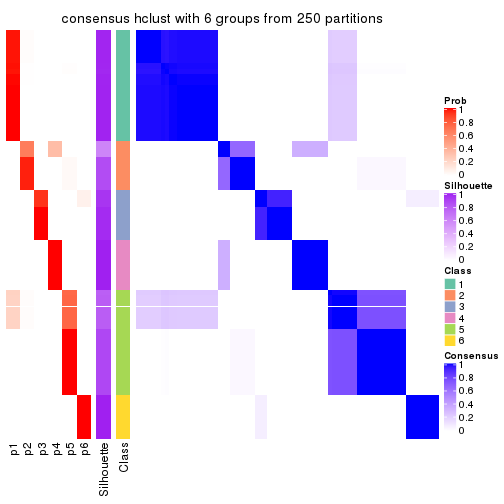 consensus hclust with 6 groups from 250 partitions
Prob
1
0.8
0.6
0.4
0.2
0
Silhouette
1
0.8
0.6
0.4
0.2
0
Class
1
2
3
4
5
6
Consensus
1
0.8
0.6
0.4
0.2
0
p1
p2
p3
p4
p5
p6
Silhouette
Class